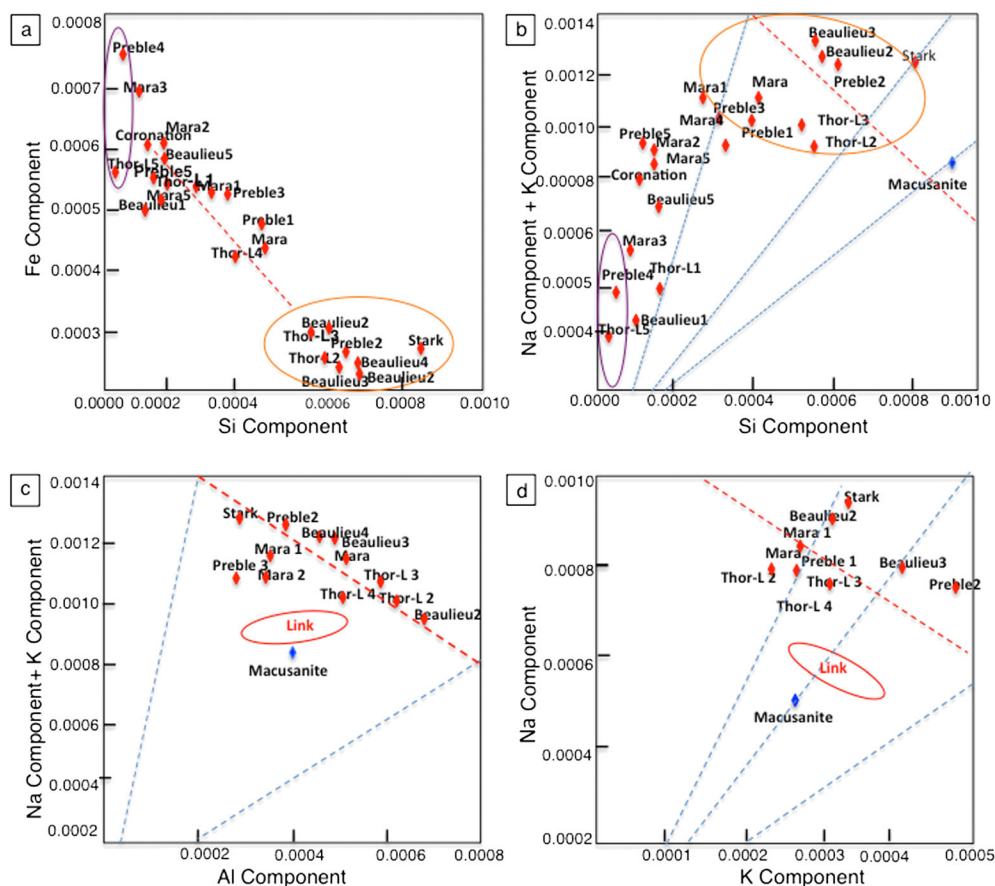 a
0.0008
0.0007
0.0006
0.0005
0.0004
0.0003
Fe Component
Preble4
Mara3
Mara2
Coronation
Beaulieu5
Thor-L5
Preble5
Thor-L1
Mara1
Preble3
Mara5
Beaulieu1
Preble1
Mara
Thor-L4
Beaulieu2
Thor-L3
Preble2
Stark
Thor-L2
Beaulieu4
Beaulieu3
Beaulieu2
0.0000 0.0002 0.0004 0.0006 0.0008 0.0010
Si Component
b
0.0014
0.0012
0.0010
0.00008
0.0006
0.0005
0.0004
Na Component + K Component
Beaulieu3
Beaulieu2
Stark
Preble2
Mara1
Mara
Preble3
Mara4
Thor-L3
Preble1
Preble5
Mara2
Thor-L2
Mara5
Coronation
Macusanite
Beaulieu5
Mara3
Preble4
Thor-L1
Beaulieu1
Thor-L5
0.0000 0.0002 0.0004 0.0006 0.0008 0.0010
Si Component
c
0.0014
0.0012
0.0010
0.0008
0.0006
0.0004
0.0002
Na Component+ K Component
Stark
Preble2
Beaulieu4
Beaulieu3
Mara 1
Mara
Preble 3
Mara 2
Thor-L 3
Thor-L 4
Thor-L 2
Beaulieu2
Link
Macusanite
0.0002 0.0004 0.0006 0.0008
Al Component
d
0.0010
0.0008
0.0006
0.0004
0.0002
Na Component
Stark
Beaulieu2
Mara 1
Mara
Preble 1
Beaulieu3
Thor-L 2
Thor-L 3
Preble2
Thor-L 4
Link
Macusanite
0.0001 0.0002 0.0003 0.0004 0.0005
K Component